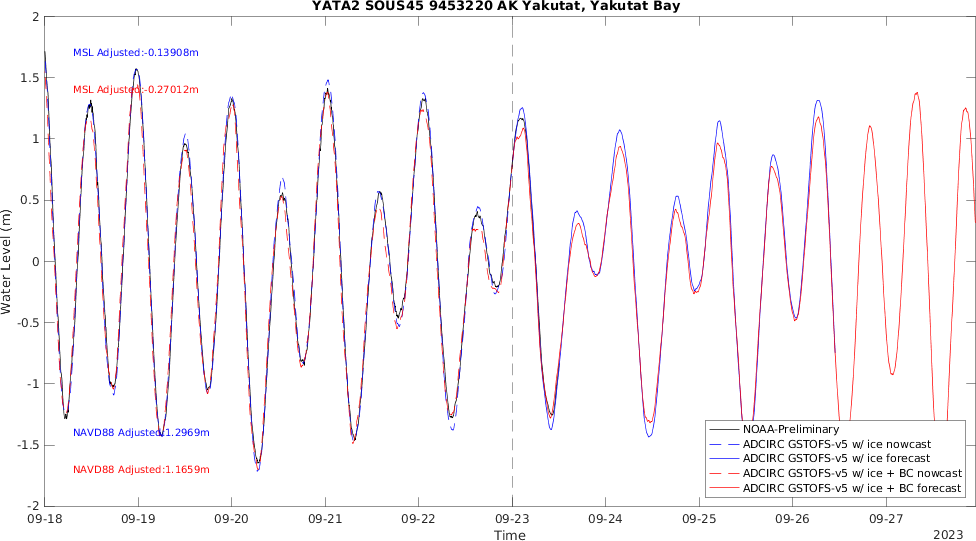 YATA2 SOUS45 9453220 AK Yakutat, Yakutat Bay
2
1.5
1
0.5
0
-0.5
-1
-1.5
-2
Water Level (m)
MSL Adjusted:-0.13908m
MSL Adjusted:-0.27012m
NAVD88 Adjusted:1.2969m
NAVD88 Adjusted:1.1659m
NOAA-Preliminary
ADCIRC GSTOFS-v5 w/ ice nowcast
ADCIRC GSTOFS-v5 w/ ice forecast
ADCIRC GSTOFS-v5 w/ ice + BC nowcast
ADCIRC GSTOFS-v5 w/ ice + BC forecast
09-18 09-19 09-20 09-21 09-22 09-23 09-24 09-25 09-26 09-27
Time
2023